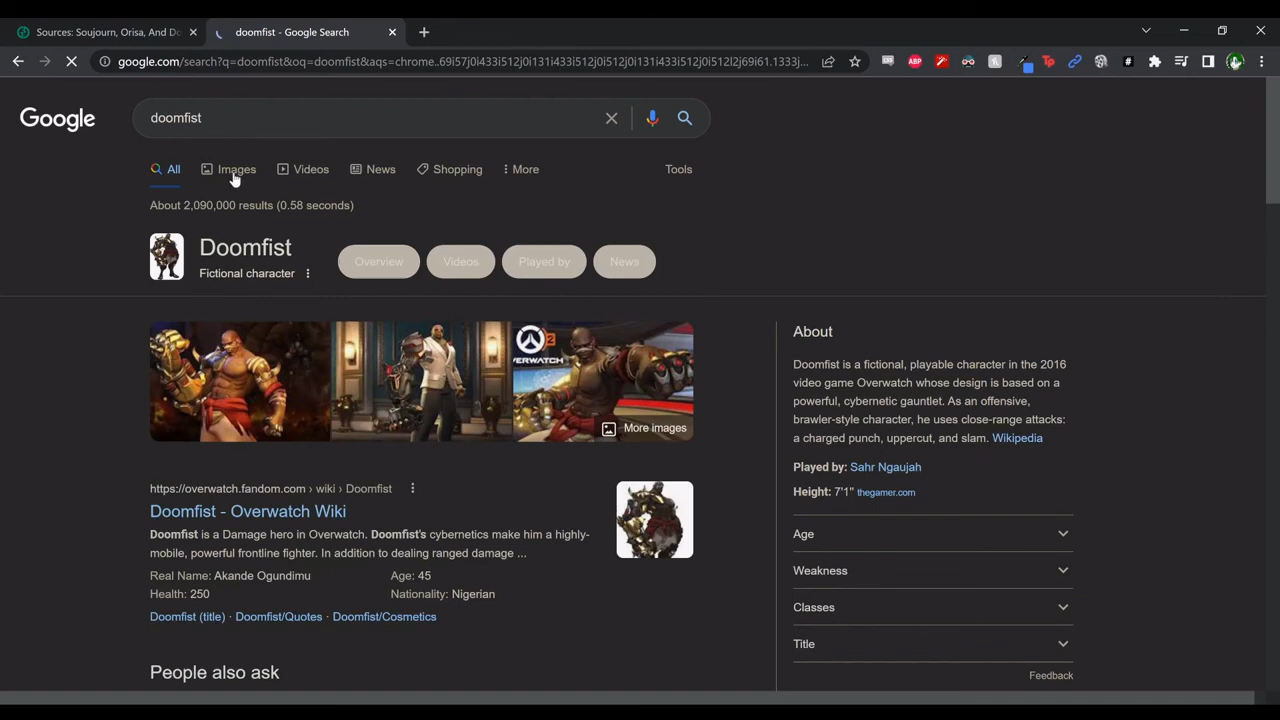 Sources: Soujourn, Orisa, And Do
doomfist - Google Search
google.com/search?q=doomfist&oq=doomfist&aqs=chrome..69i57j0i433i512j0i131i433i512j0i512l2j0i131i433i512j0i512l2j69i61.1333j...
Google
doomfist
All
Images
Videos
News
Shopping
More
Tools
About 2,090,000 results (0.58 seconds)
Doomfist
Fictional character
Overview
Videos
Played by
News
OVERWATCH 2
More images
About
Doomfist is a fictional, playable character in the 2016
video game Overwatch whose design is based on a
powerful, cybernetic gauntlet. As an offensive,
brawler-style character, he uses close-range attacks:
a charged punch, uppercut, and slam. Wikipedia
Played by: Sahr Ngaujah
Height: 7'1" thegamer.com
Age
Weakness
Classes
Title
Feedback
https://overwatch.fandom.com › wiki › Doomfist
Doomfist - Overwatch Wiki
Doomfist is a Damage hero in Overwatch. Doomfist's cybernetics make him a highly-
mobile, powerful frontline fighter. In addition to dealing ranged damage ...
Real Name: Akande Ogundimu
Age: 45
Health: 250
Nationality: Nigerian
Doomfist (title) · Doomfist/Quotes · Doomfist/Cosmetics
People also ask